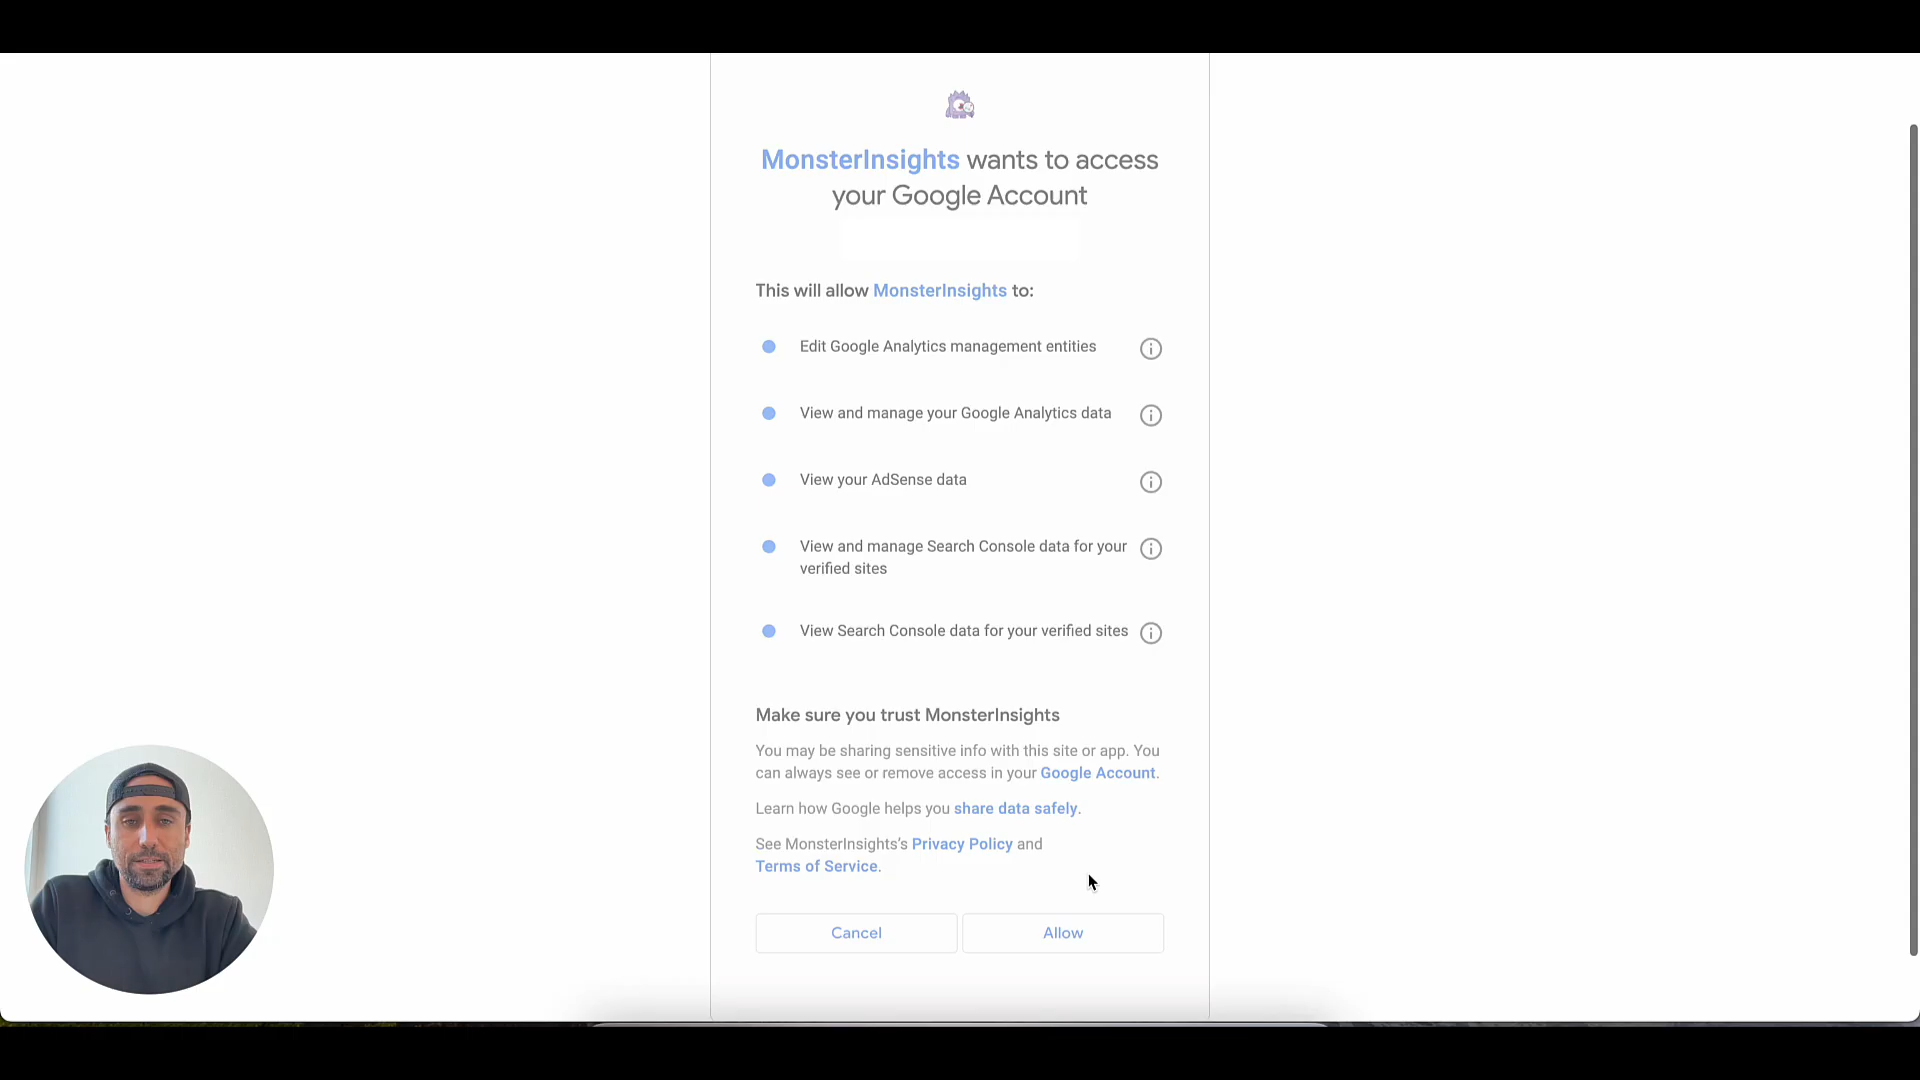 MonsterInsights wants to access
your Google Account
This will allow MonsterInsights to:
Edit Google Analytics management entities
View and manage your Google Analytics data
View your AdSense data
View and manage Search Console data for your
verified sites
View Search Console data for your verified sites
Make sure you trust MonsterInsights
You may be sharing sensitive info with this site or app. You
can always see or remove access in your Google Account.
Learn how Google helps you share data safely.
See MonsterInsights's Privacy Policy and
Terms of Service.
Cancel
Allow